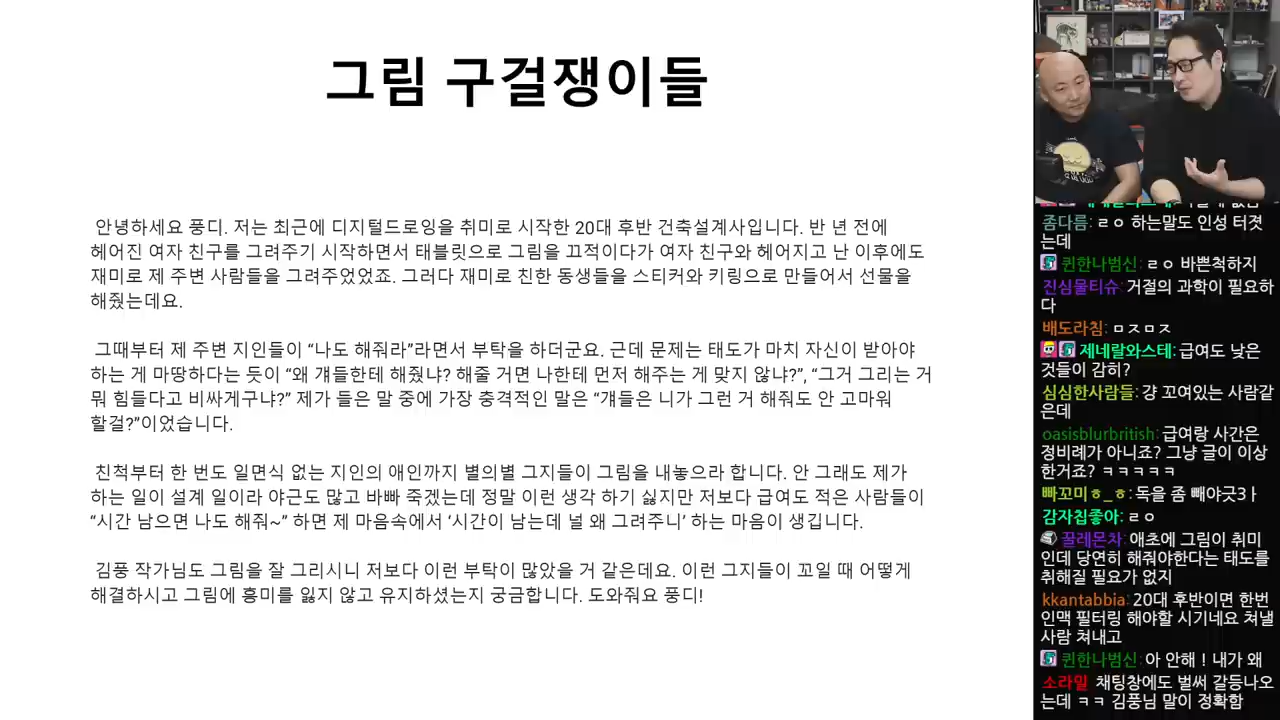 그림 구걸쟁이들
안녕하세요 풍디. 저는 최근에 디지털드로잉을 취미로 시작한 20대 후반 건축설계사입니다. 반 년 전에
헤어진 여자 친구를 그려주기 시작하면서 태블릿으로 그림을 끄적이다가 여자 친구와 헤어지고 난 이후에도
재미로 제 주변 사람들을 그려주었었죠. 그러다 재미로 친한 동생들을 스티커와 키링으로 만들어서 선물을
해줬는데요.
그때부터 제 주변 지인들이 “나도 해줘라”라면서 부탁을 하더군요. 근데 문제는 태도가 마치 자신이 받아야
하는 게 마땅하다는 듯이 “왜 걔들한테 해줬냐? 해줄 거면 나한테 먼저 해주는 게 맞지 않냐?”, “그거 그리는 거
뭐 힘들다고 비싸게구냐?” 제가 들은 말 중에 가장 충격적인 말은 “걔들은 니가 그런 거 해줘도 안 고마워
할걸?”이었습니다.
친척부터 한 번도 일면식 없는 지인의 애인까지 별의별 그지들이 그림을 내놓으라 합니다. 안 그래도 제가
하는 일이 설계 일이라 야근도 많고 바빠 죽겠는데 정말 이런 생각 하기 싫지만 저보다 급여도 적은 사람들이
“시간 남으면 나도 해줘~” 하면 제 마음속에서 ‘시간이 남는데 널 왜 그려주니’ 하는 마음이 생깁니다.
김풍 작가님도 그림을 잘 그리시니 저보다 이런 부탁이 많았을 거 같은데요. 이런 그지들이 꼬일 때 어떻게
해결하시고 그림에 흥미를 잃지 않고 유지하셨는지 궁금합니다. 도와줘요 풍디!
좀다름: ㄹㅇ 하는말도 인성 터졋
는데
퀸한나범신: ㄹㅇ 바쁜척하지
진심물티슈: 거절의 과학이 필요하
다
배도라침: ㅁㅈㅁㅈ
제네랄와스테: 급여도 낮은
것들이 감히?
심심한사람들: 걍 꼬여있는 사람같
은데
oasisblurbritish: 급여랑 사간은
정비례가 아니죠? 그냥 글이 이상
한거죠? ㅋㅋㅋㅋㅋ
빠꼬미ㅎ_ㅎ: 독을 좀 빼야긋3ㅏ
감자칩좋아: ㄹㅇ
꿀레몬차: 애초에 그림이 취미
인데 당연히 해줘야한다는 태도를
취해질 필요가 없지
kkantabbia: 20대 후반이면 한번
인맥 필터링 해야할 시기네요 쳐낼
사람 쳐내고
퀸한나범신: 아 안해 ! 내가 왜
소라밀 채팅창에도 벌써 갈등나오
는데 ㅋㅋ 김풍님 말이 정확함